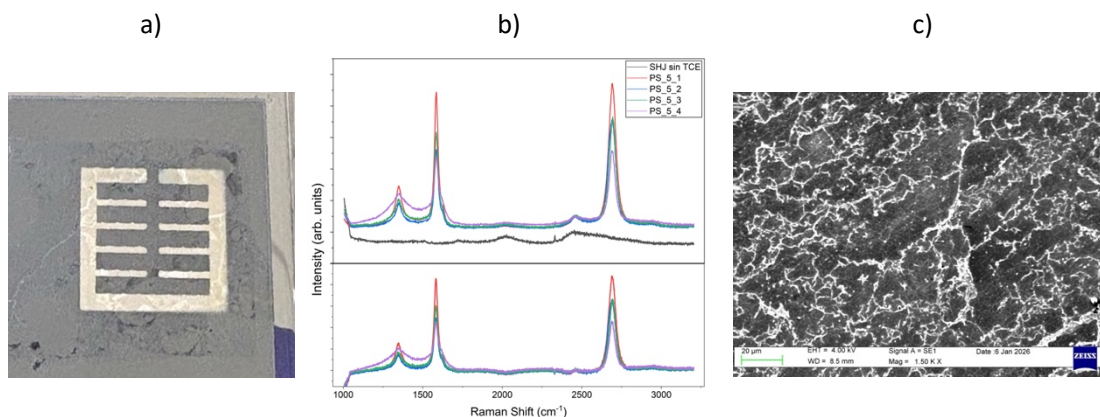 a)
b)
c)
SHJ sin TCE
PS_5_1
PS_5_2
PS_5_3
PS_5_4
Intensity (arb. units)
1000 1500 2000 2500 3000
Raman Shift (cm⁻¹)
20 µm
EHT = 4.00 kV Signal A = SE1 Date :6 Jan 2026
WD = 8.5 mm Mag = 1.50 K X
ZEISS